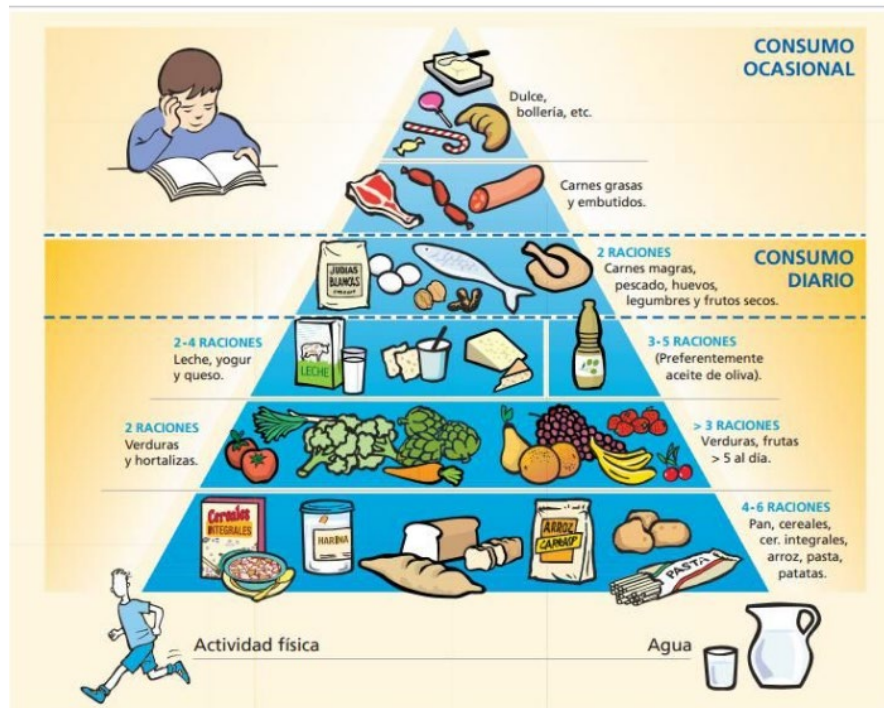 CONSUMO
OCASIONAL
Dulce,
bollería, etc.
Carnes grasas
y embutidos.
CONSUMO
DIARIO
2 RACIONES
Carnes magras,
pescado, huevos,
legumbres y frutos secos.
JUDIAS
BLANCAS
2-4 RACIONES
Leche, yogur
y queso.
LECHE
3-5 RACIONES
(Preferentemente
aceite de oliva).
2 RACIONES
Verduras
y hortalizas.
> 3 RACIONES
Verduras, frutas
> 5 al día.
4-6 RACIONES
Pan, cereales,
cer. integrales,
arroz, pasta,
patatas.
Cereales
INTEGRALES
HARINA
ARROZ
PASTA
Actividad física
Agua